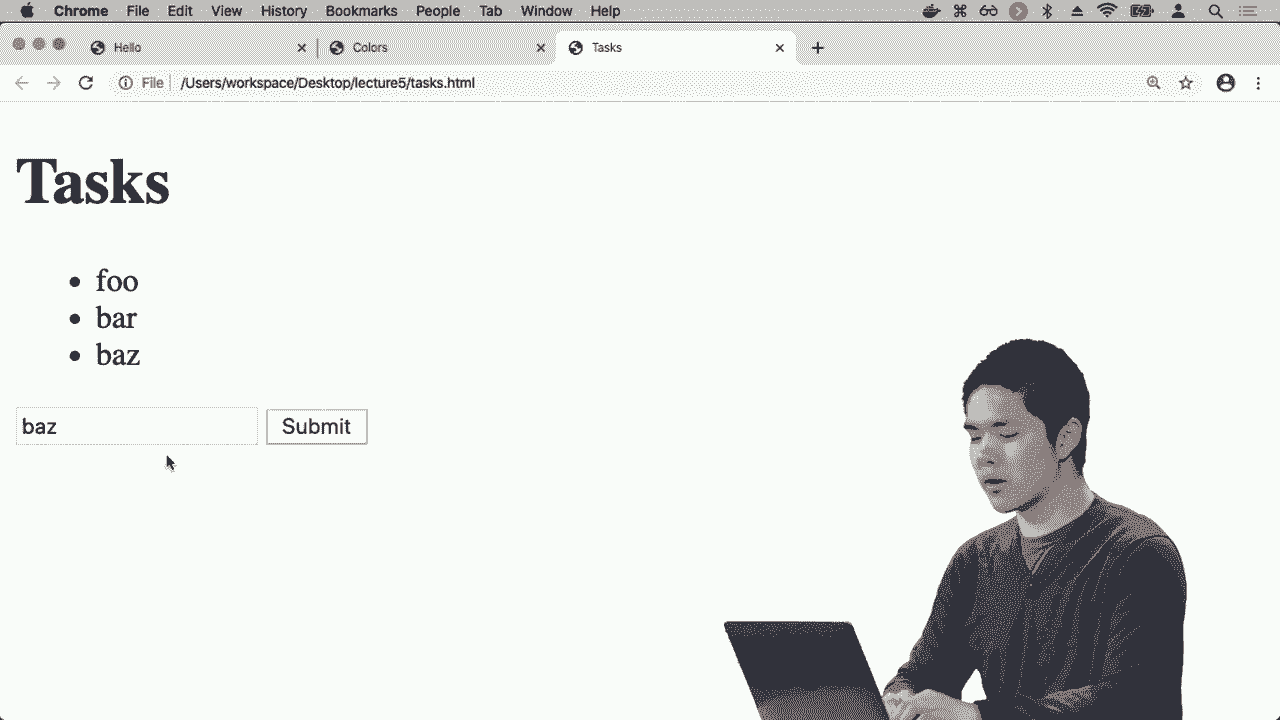 Chrome File Edit View History Bookmarks People Tab Window Help
Hello Colors Tasks
File /Users/workspace/Desktop/lecture5/tasks.html
Tasks
foo
bar
baz
baz Submit